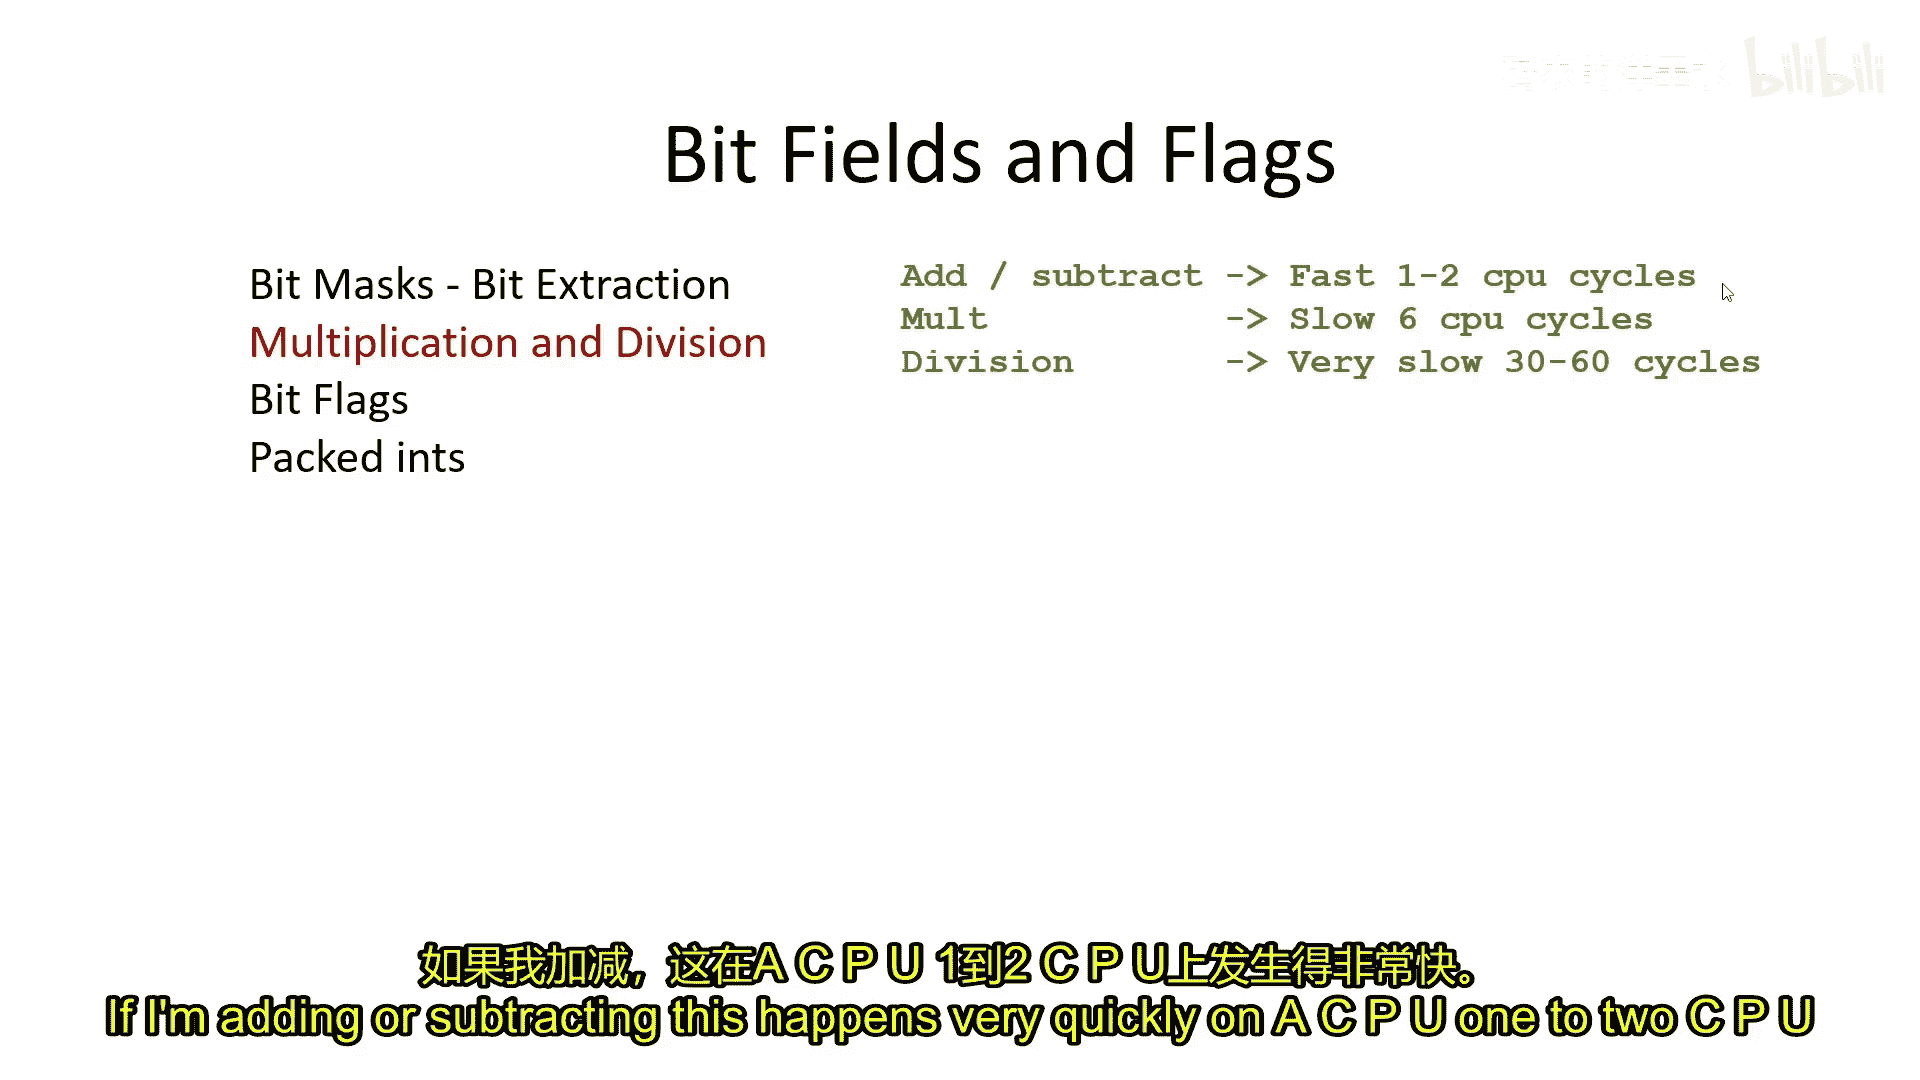 bilibili
Bit Fields and Flags
Bit Masks - Bit Extraction
Multiplication and Division
Bit Flags
Packed ints
Add / subtract -> Fast 1-2 cpu cycles
Mult -> Slow 6 cpu cycles
Division -> Very slow 30-60 cycles
如果我加减，这在A C P U 1到2 C P U上发生得非常快。
If I'm adding or subtracting this happens very quickly on A C P U one to two C P U